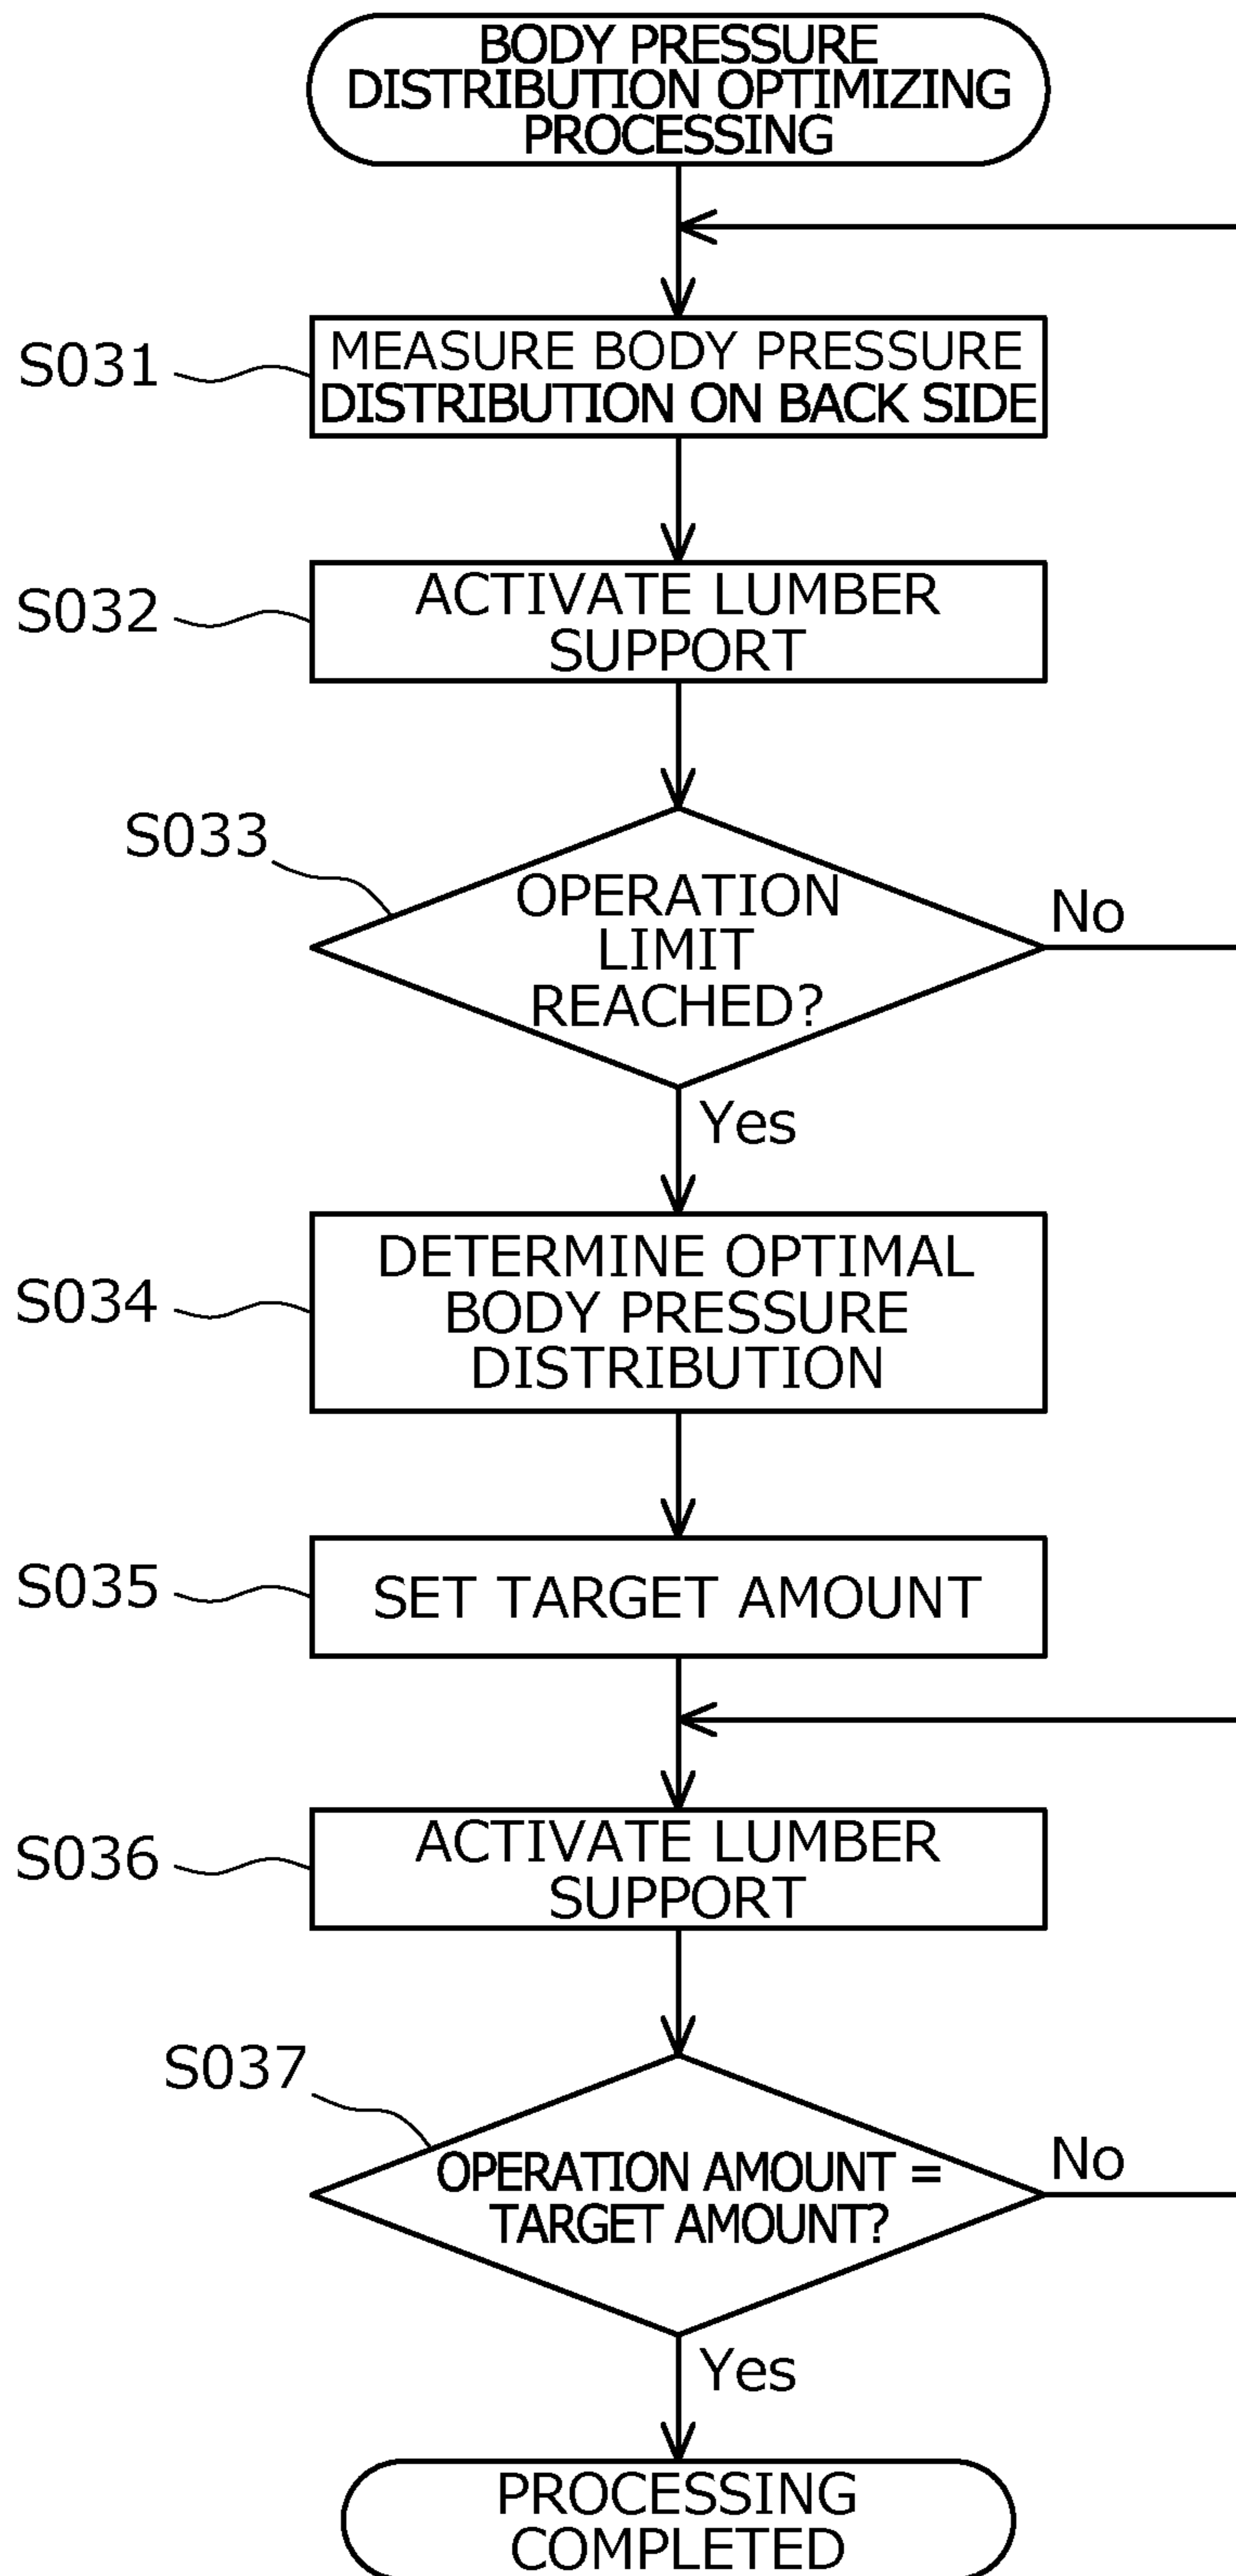 BODY PRESSURE
DISTRIBUTION OPTIMIZING
PROCESSING
S031
MEASURE BODY PRESSURE
DISTRIBUTION ON BACK SIDE
S032
ACTIVATE LUMBER
SUPPORT
S033
OPERATION
LIMIT
REACHED?
No
Yes
S034
DETERMINE OPTIMAL
BODY PRESSURE
DISTRIBUTION
S035
SET TARGET AMOUNT
S036
ACTIVATE LUMBER
SUPPORT
S037
OPERATION AMOUNT =
TARGET AMOUNT?
No
Yes
PROCESSING
COMPLETED